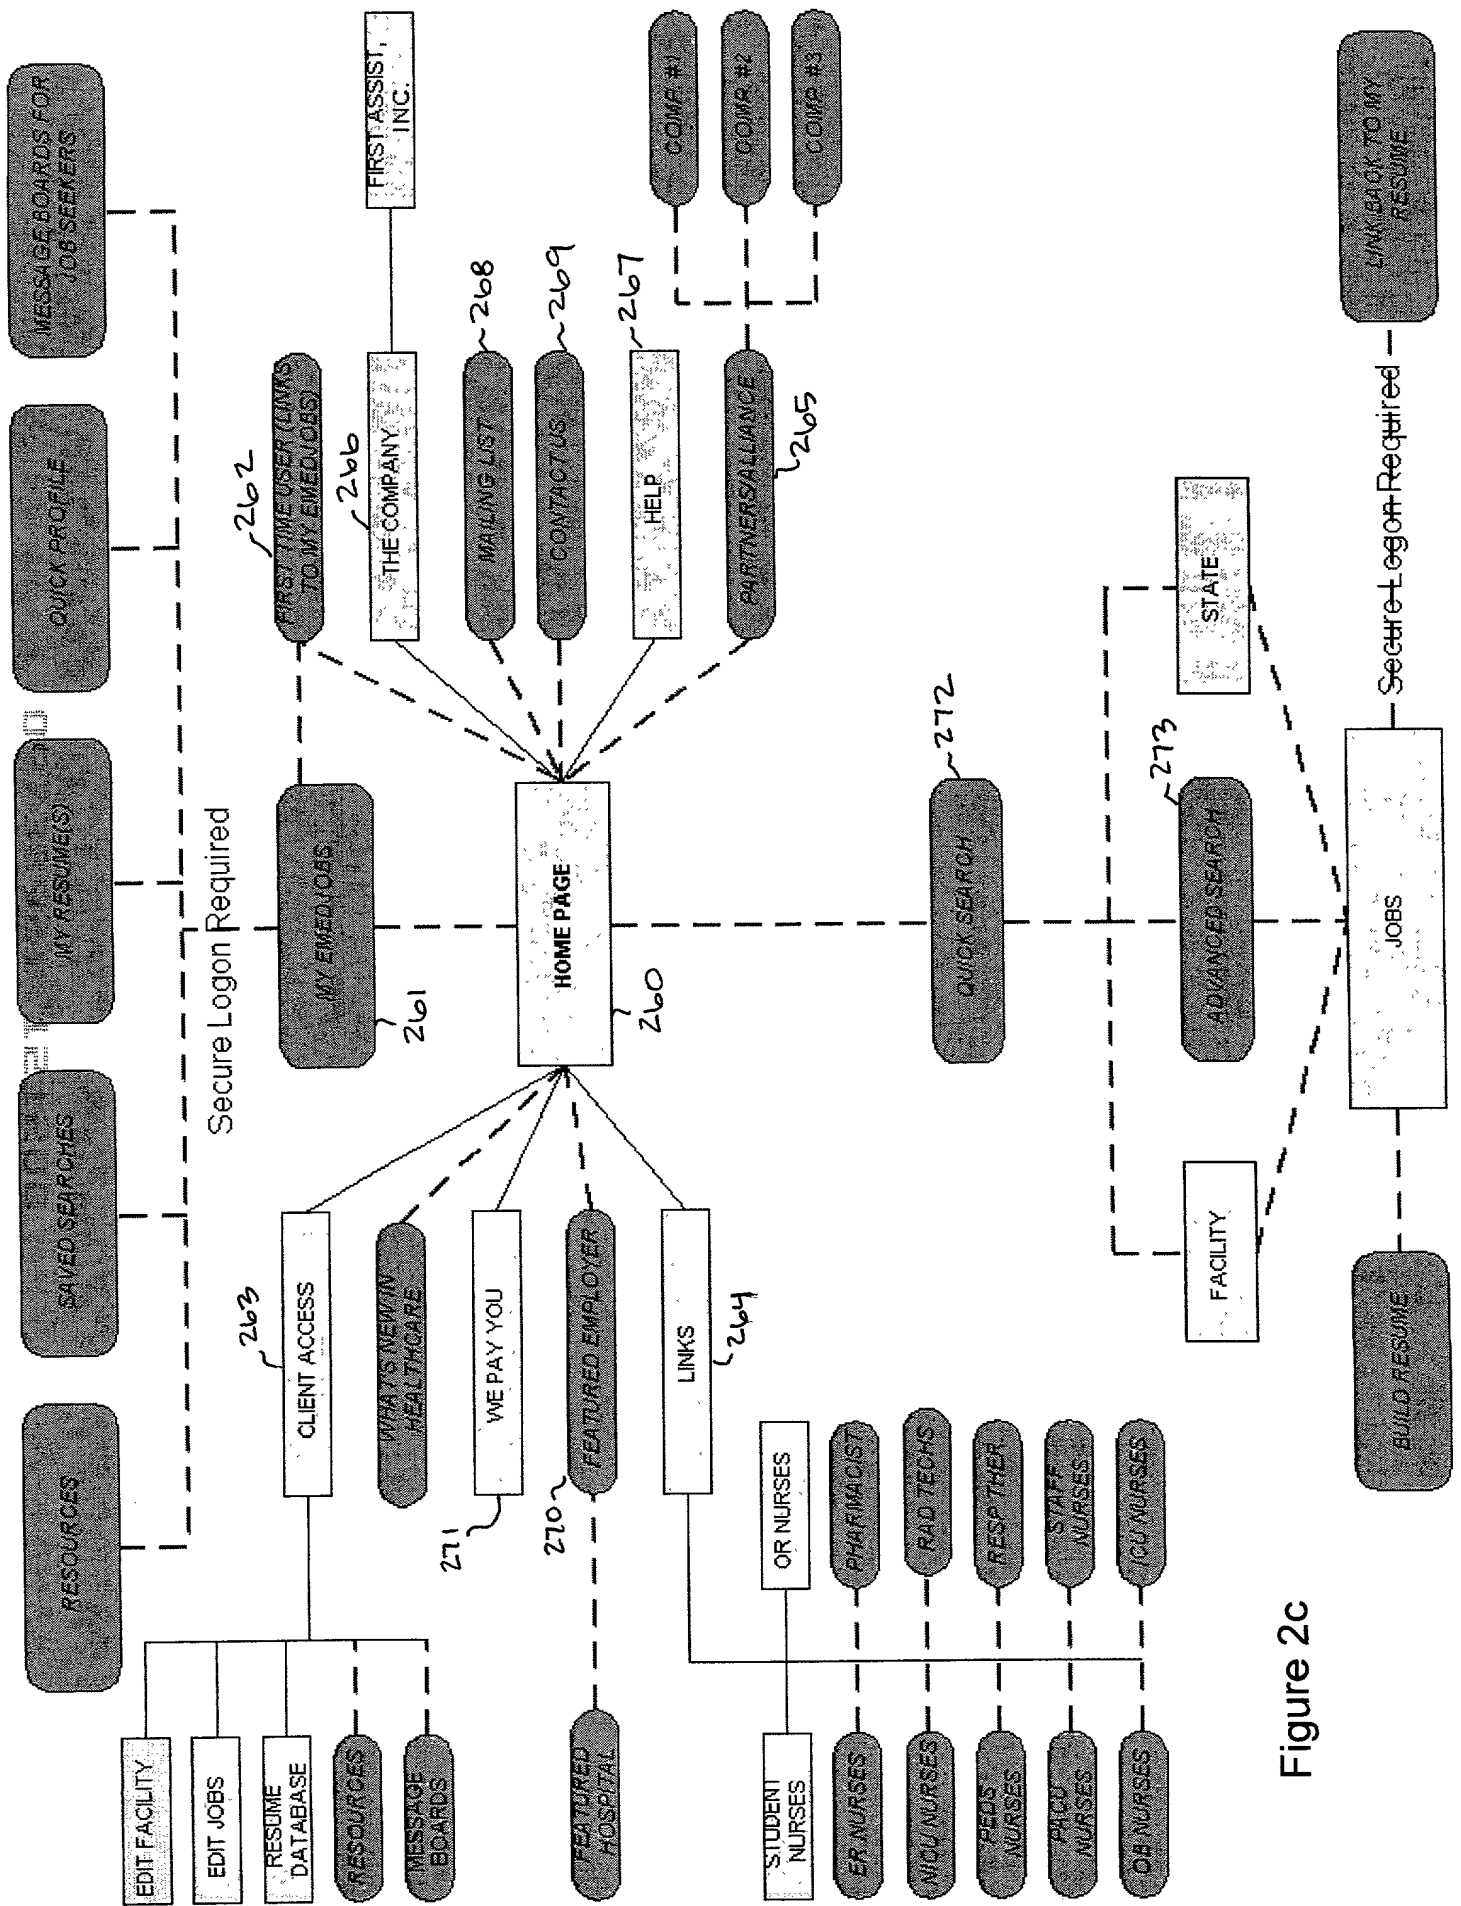 RESOURCES
SAVED SEARCHES
MY RESUME(S)
QUICK PROFILE
MESSAGE BOARDS FOR
JOB SEEKERS
Secure Logon Required
EDIT FACILITY
EDIT JOBS
RESUME
DATABASE
RESOURCES
MESSAGE
BOARDS
263
CLIENT ACCESS
WHATS NEW IN
HEALTHCARE
271
WE PAY YOU
270
FEATURED EMPLOYER
FEATURED
HOSPITAL
LINKS
264
MY EMEDJOBS
261
HOME PAGE
260
262
FIRST TIME USER (LINKS
TO MY EMEDJOBS)
266
THE COMPANY
FIRST ASSIST,
INC.
MAILING LIST
268
CONTACT US
269
HELP
267
PARTNERS/ALLIANCE
265
COMP. #1
COMP. #2
COMP. #3
STUDENT
NURSES
OR NURSES
ER NURSES
PHARMACIST
NICU NURSES
RAD TECHS
PEDS
NURSES
RESP THER.
PACU
NURSES
STAFF
NURSES
OB NURSES
ICU NURSES
QUICK SEARCH
272
FACILITY
ADVANCED SEARCH
273
STATE
BUILD RESUME
JOBS
Secure Logon Required
LINK BACK TO MY
RESUME
Figure 2c